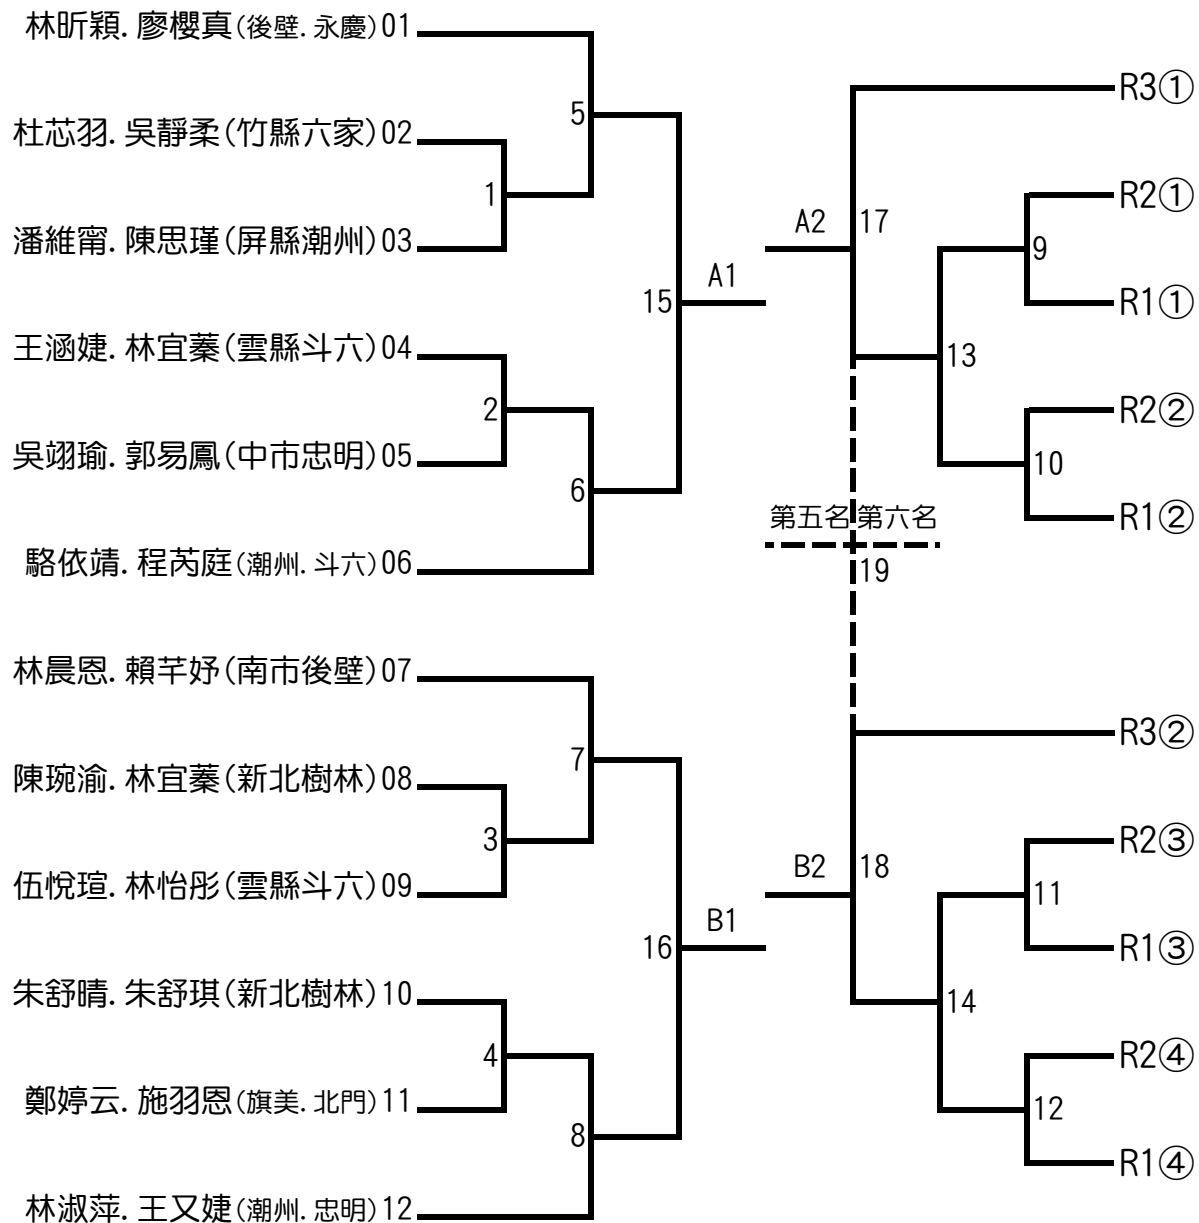 林昕穎. 廖櫻真(後壁. 永慶)01
5
R3①
杜芯羽. 吳靜柔(竹縣六家)02
1
R2①
A2 17
潘維甯. 陳思瑾(屏縣潮州)03
9
A1
15
R1①
王涵婕. 林宜蓁(雲縣斗六)04
13
2
R2②
吳翊瑜. 郭易鳳(中市忠明)05
10
6
第五名 第六名
R1②
駱依靖. 程芮庭(潮州. 斗六)06
19
林晨恩. 賴芊妤(南市後壁)07
R3②
7
陳琬渝. 林宜蓁(新北樹林)08
3
R2③
B2 18
伍悅瑄. 林怡彤(雲縣斗六)09
11
B1
16
R1③
朱舒晴. 朱舒琪(新北樹林)10
14
4
R2④
鄭婷云. 施羽恩(旗美. 北門)11
12
8
R1④
林淑萍. 王又婕(潮州. 忠明)12